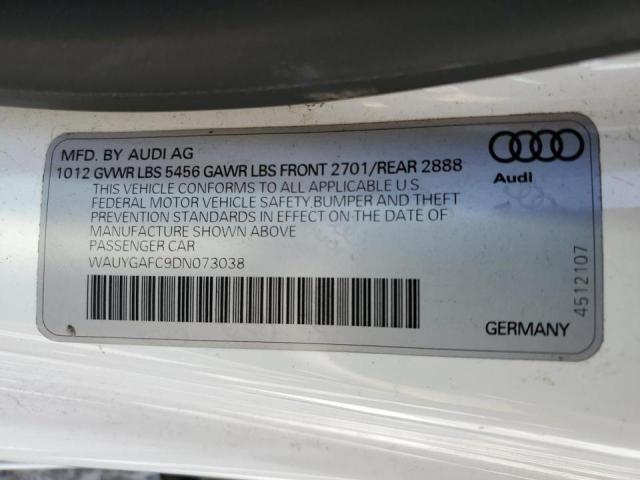 MFD. BY AUDI AG
1012 GVWR LBS 5456 GAWR LBS FRONT 2701/REAR 2888
THIS VEHICLE CONFORMS TO ALL APPLICABLE U.S.
FEDERAL MOTOR VEHICLE SAFETY,BUMPER AND THEFT
PREVENTION STANDARDS IN EFFECT ON THE DATE OF
MANUFACTURE SHOWN ABOVE
PASSENGER CAR
WAUYGAFC9DN073038
Audi
4512107
GERMANY